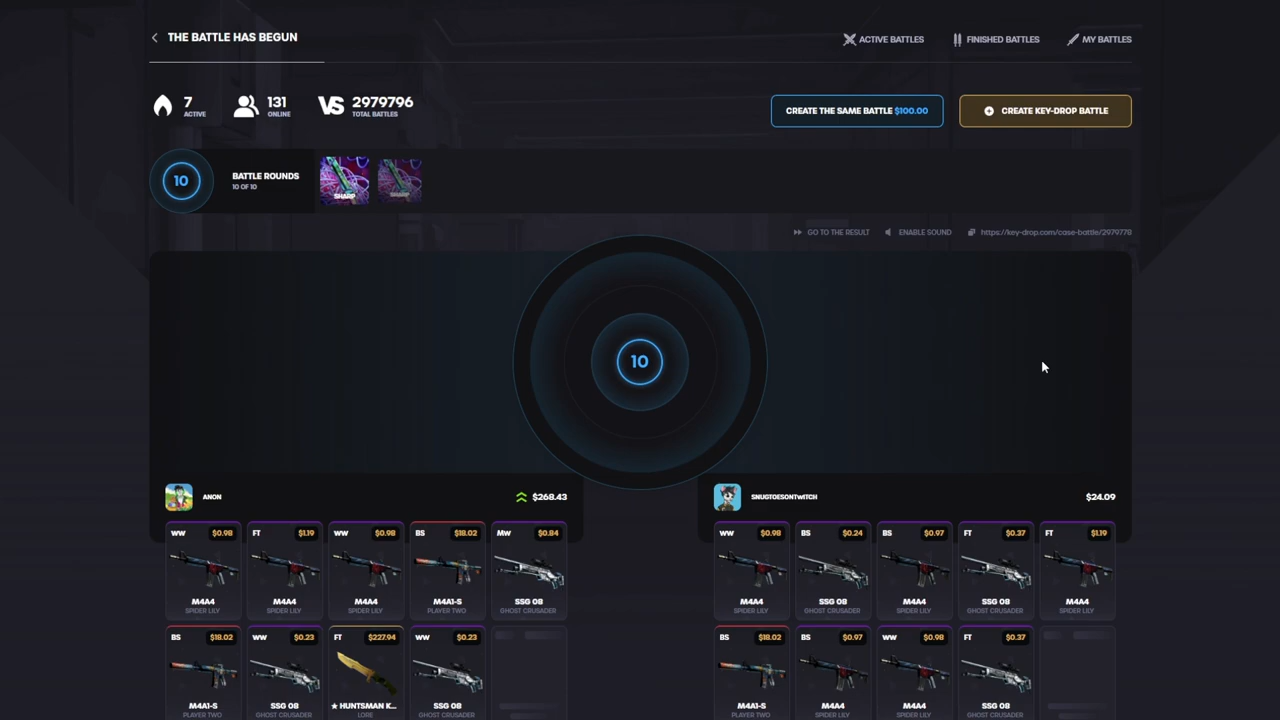 THE BATTLE HAS BEGUN
ACTIVE BATTLES
FINISHED BATTLES
MY BATTLES
7
ACTIVE
131
ONLINE
VS
2979796
TOTAL BATTLES
CREATE THE SAME BATTLE $100.00
CREATE KEY-DROP BATTLE
10
BATTLE ROUNDS
10 OF 10
SHARP
SHARP
GO TO THE RESULT
ENABLE SOUND
https://key-drop.com/case-battle/2979778
10
ANON
$268.43
SNUGTOESONTWITCH
$24.09
WW $0.98
FT $1.19
WW $0.98
BS $18.02
MW $0.84
WW $0.98
BS $0.24
BS $0.97
FT $0.37
FT $1.19
M4A4
M4A4
M4A4
M4A1-S
SSG 08
M4A4
SSG 08
M4A4
SSG 08
M4A4
SPIDER LILY
SPIDER LILY
SPIDER LILY
PLAYER TWO
GHOST CRUSADER
SPIDER LILY
GHOST CRUSADER
SPIDER LILY
GHOST CRUSADER
SPIDER LILY
BS $18.02
WW $0.23
FT $227.94
WW $0.23
BS $18.02
BS $0.97
WW $0.98
FT $0.37
M4A1-S
SSG 08
★ HUNTSMAN K...
SSG 08
M4A1-S
M4A4
M4A4
SSG 08
PLAYER TWO
GHOST CRUSADER
LORE
GHOST CRUSADER
PLAYER TWO
SPIDER LILY
SPIDER LILY
GHOST CRUSADER